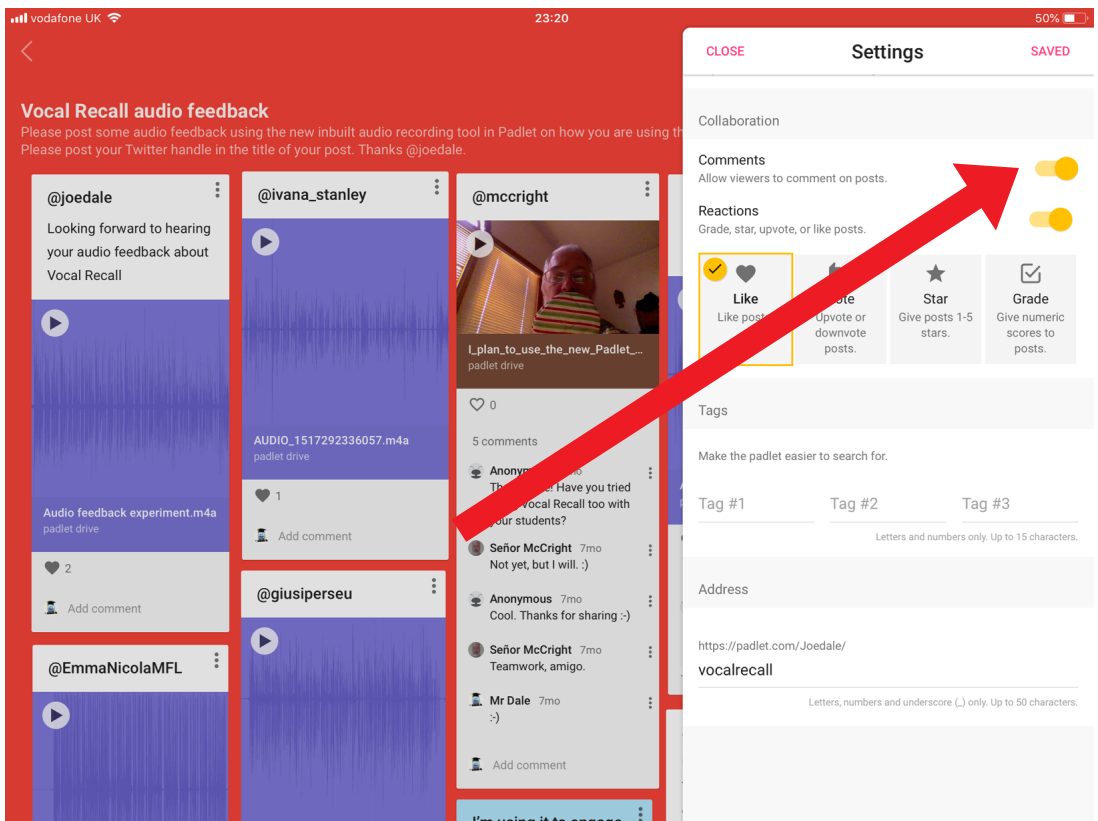 vodafone UK
23:20
50%
Vocal Recall audio feedback
Please post some audio feedback using the new inbuilt audio recording tool in Padlet on how you are using th
Please post your Twitter handle in the title of your post. Thanks @joedale.
@joedale
Looking forward to hearing
your audio feedback about
Vocal Recall
Audio feedback experiment.m4a
padlet drive
2
Add comment
@EmmaNicolaMFL
@ivana_stanley
AUDIO_1517292336057.m4a
padlet drive
1
Add comment
@giusiperseu
@mccright
I_plan_to_use_the_new_Padlet_...
padlet drive
0
5 comments
Have you tried
Vocal Recall too with
your students?
Señor McCright 7mo
Not yet, but I will. :)
Anonymous 7mo
Cool. Thanks for sharing :-)
Señor McCright 7mo
Teamwork, amigo.
Mr Dale 7mo
:-)
Add comment
I'm using it to engage
CLOSE
Settings
SAVED
Collaboration
Comments
Allow viewers to comment on posts.
Reactions
Grade, star, upvote, or like posts.
Like
Like
Upvote or
downvote
posts.
Star
Give posts 1-5
stars.
Grade
Give numeric
scores to
posts.
Tags
Make the padlet easier to search for.
Tag #1
Tag #2
Tag #3
Letters and numbers only. Up to 15 characters.
Address
https://padlet.com/Joedale/
vocalrecall
Letters, numbers and underscore (_) only. Up to 50 characters.